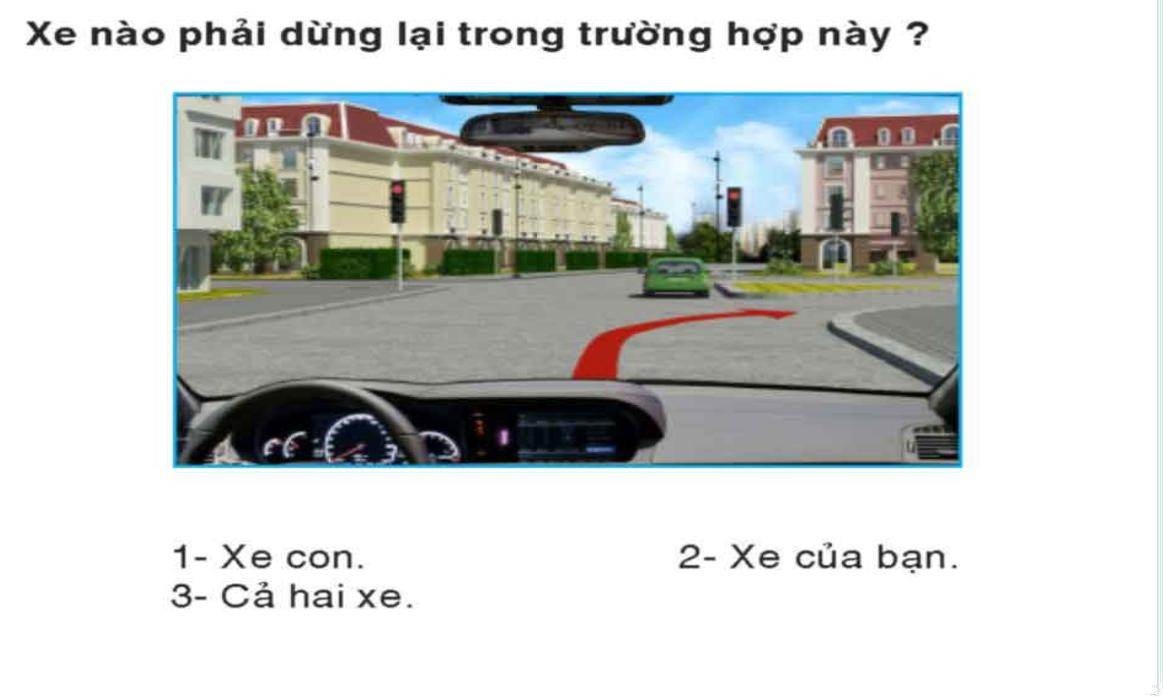 Xe nào phải dừng lại trong trường hợp này ?
1- Xe con.
2- Xe của bạn.
3- Cả hai xe.